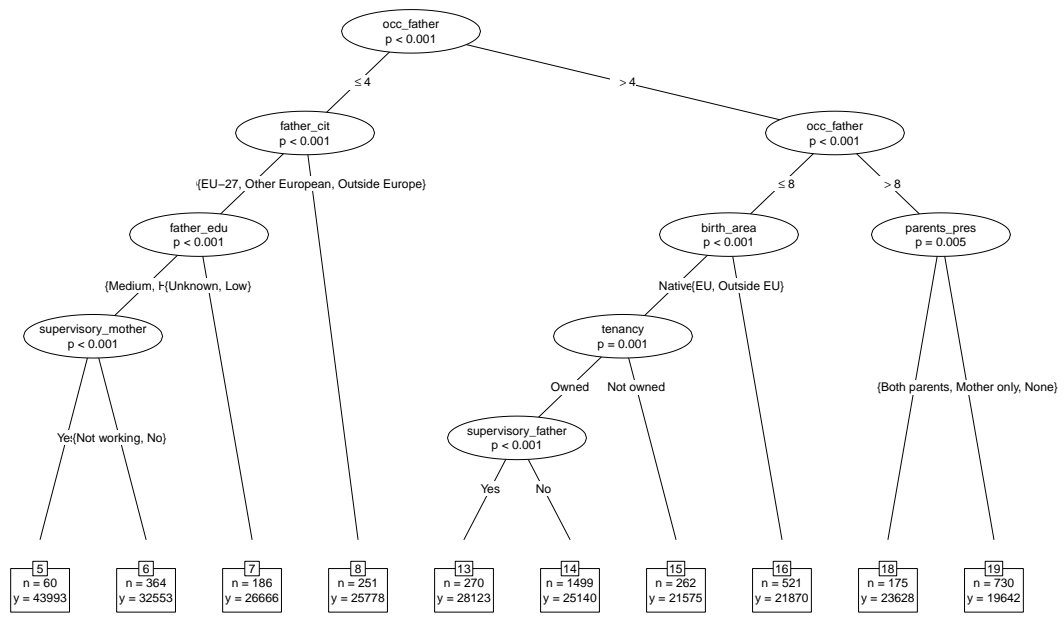 occ_father
p < 0.001
≤ 4
> 4
father_cit
p < 0.001
occ_father
p < 0.001
{EU−27, Other European, Outside Europe}
≤ 8
> 8
father_edu
p < 0.001
birth_area
p < 0.001
parents_pres
p = 0.005
{Medium, {Unknown, Low}
Native {EU, Outside EU}
supervisory_mother
p < 0.001
tenancy
p = 0.001
Owned
Not owned
{Both parents, Mother only, None}
supervisory_father
p < 0.001
Yes {Not working, No}
Yes
No
5
n = 60
y = 43993
6
n = 364
y = 32553
7
n = 186
y = 26666
8
n = 251
y = 25778
13
n = 270
y = 28123
14
n = 1499
y = 25140
15
n = 262
y = 21575
16
n = 521
y = 21870
18
n = 175
y = 23628
19
n = 730
y = 19642